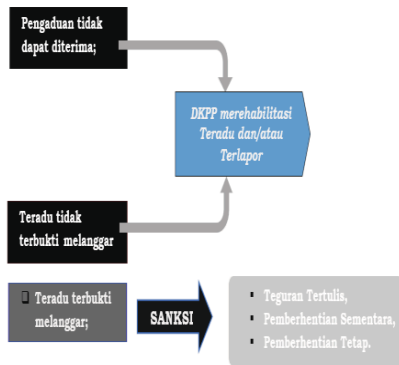 Pengaduan tidak
dapat diterima;
DKPP merehabilitasi
Teradu dan/atau
Terlapor
Teradu tidak
terbukti melanggar
Teradu terbukti
melanggar;
SANKSI
Teguran Tertulis,
Pemberhentian Sementara,
Pemberhentian Tetap.